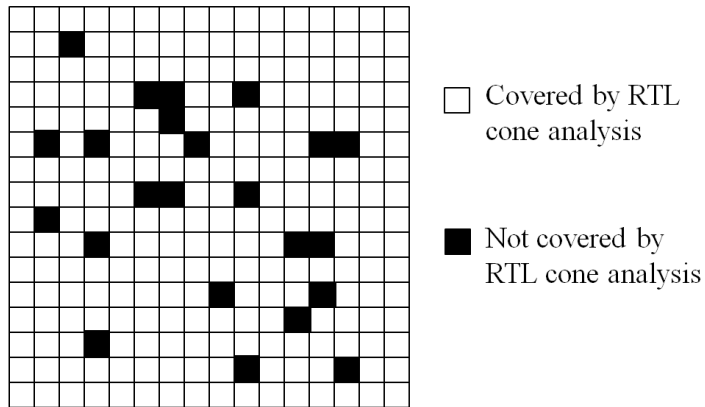 Covered by RTL
cone analysis
Not covered by
RTL cone analysis